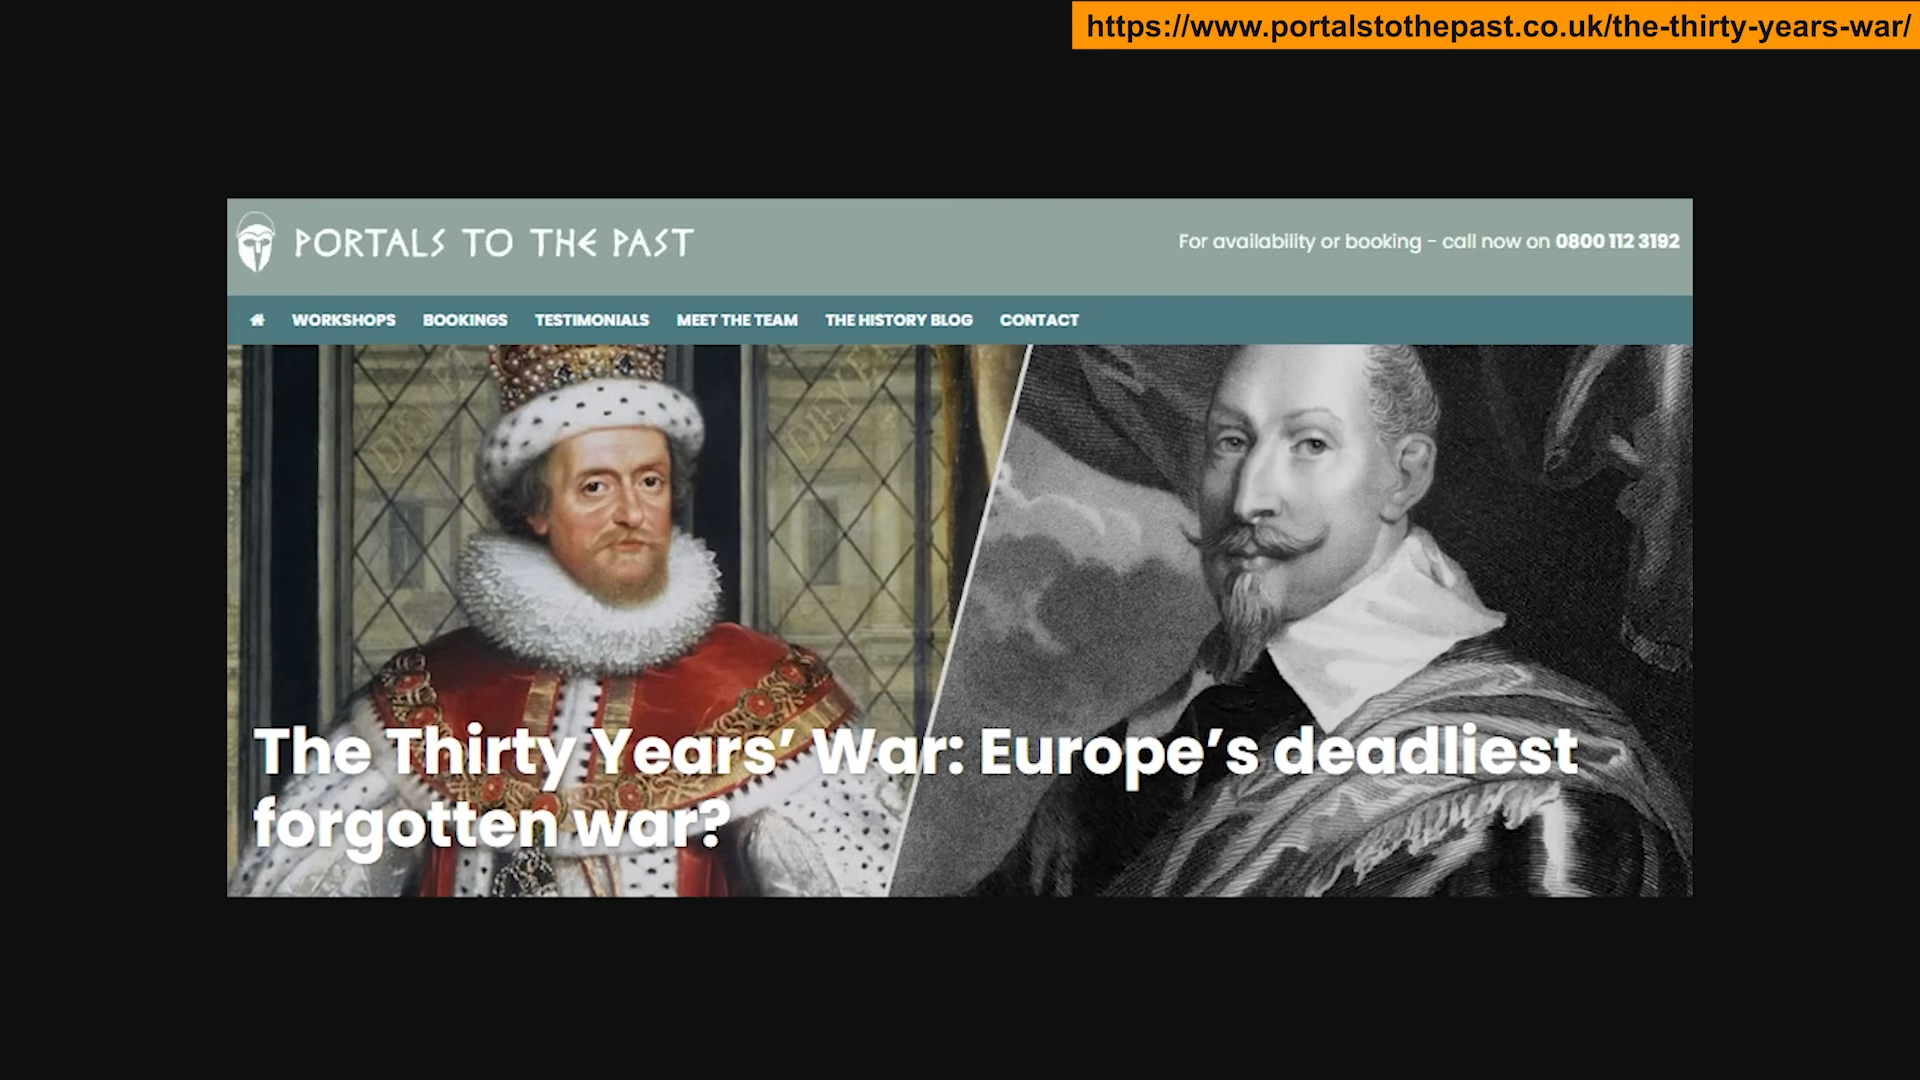 https://www.portalstothepast.co.uk/the-thirty-years-war/
PORTALS TO THE PAST
For availability or booking - call now on 0800 112 3192
WORKSHOPS BOOKINGS TESTIMONIALS MEET THE TEAM THE HISTORY BLOG CONTACT
The Thirty Years’ War: Europe’s deadliest
forgotten war?